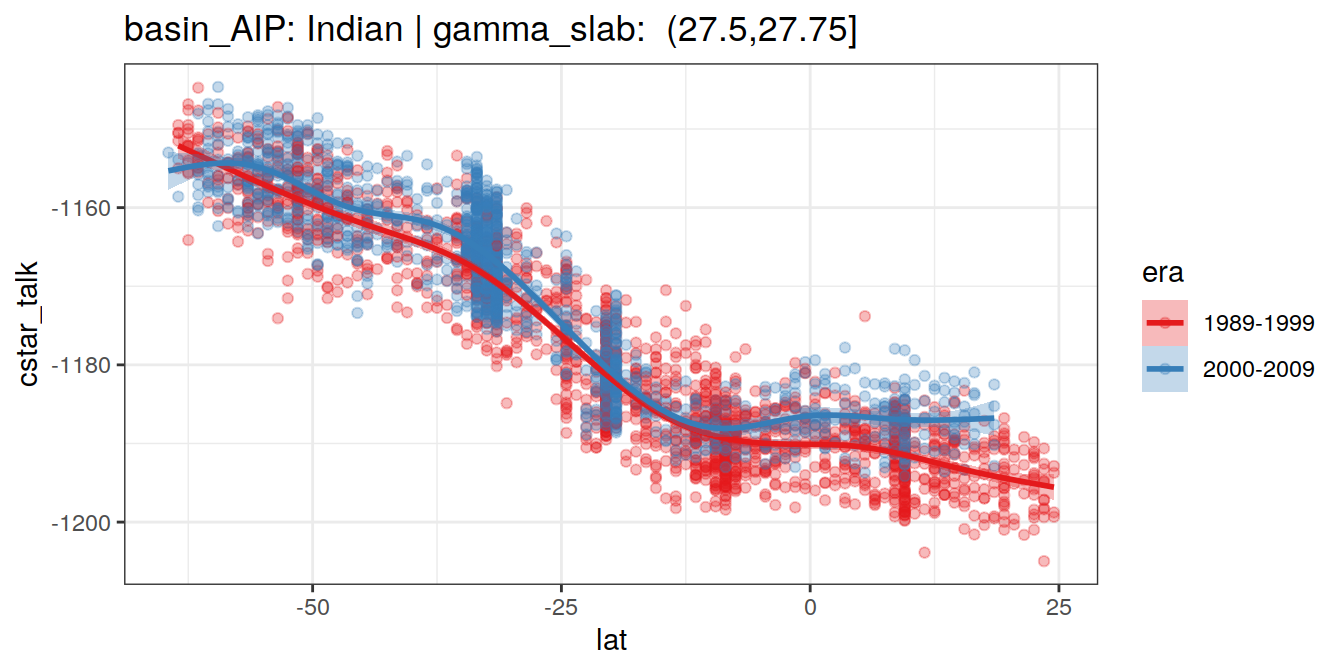 basin_AIP: Indian | gamma_slab:  (27.5,27.75]
cstar_talk
-1160
-1180
-1200
-50
-25
0
25
lat
era
1989-1999
2000-2009